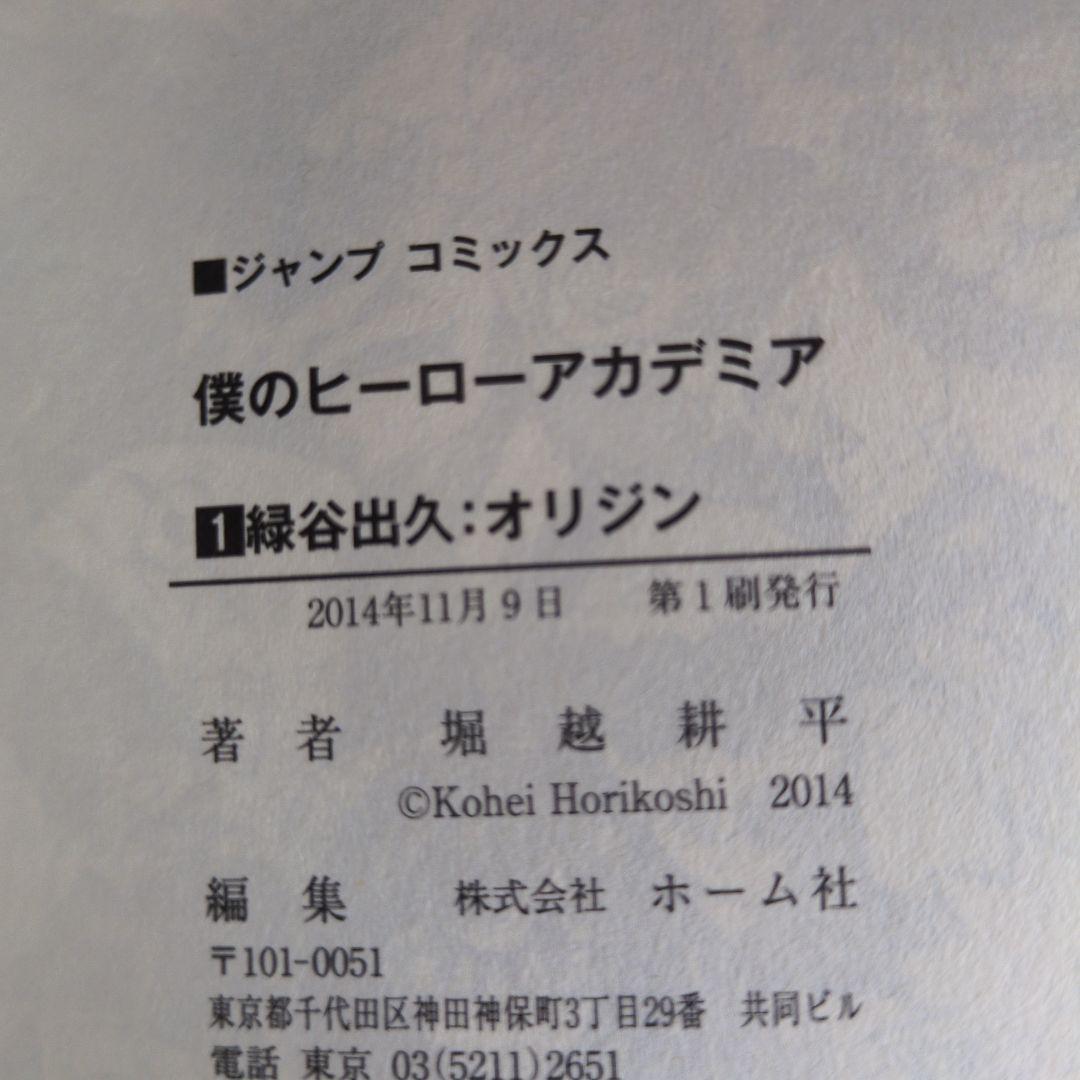 ■ジャンプ コミックス
僕のヒーローアカデミア
1緑谷出久:オリジン
2014年11月9日 第1刷発行
著者 堀越耕平
©Kohei Horikoshi 2014
編集 株式会社 ホーム社
〒101-0051
東京都千代田区神田神保町3丁目29番 共同ビル
電話 東京 03(5211)2651